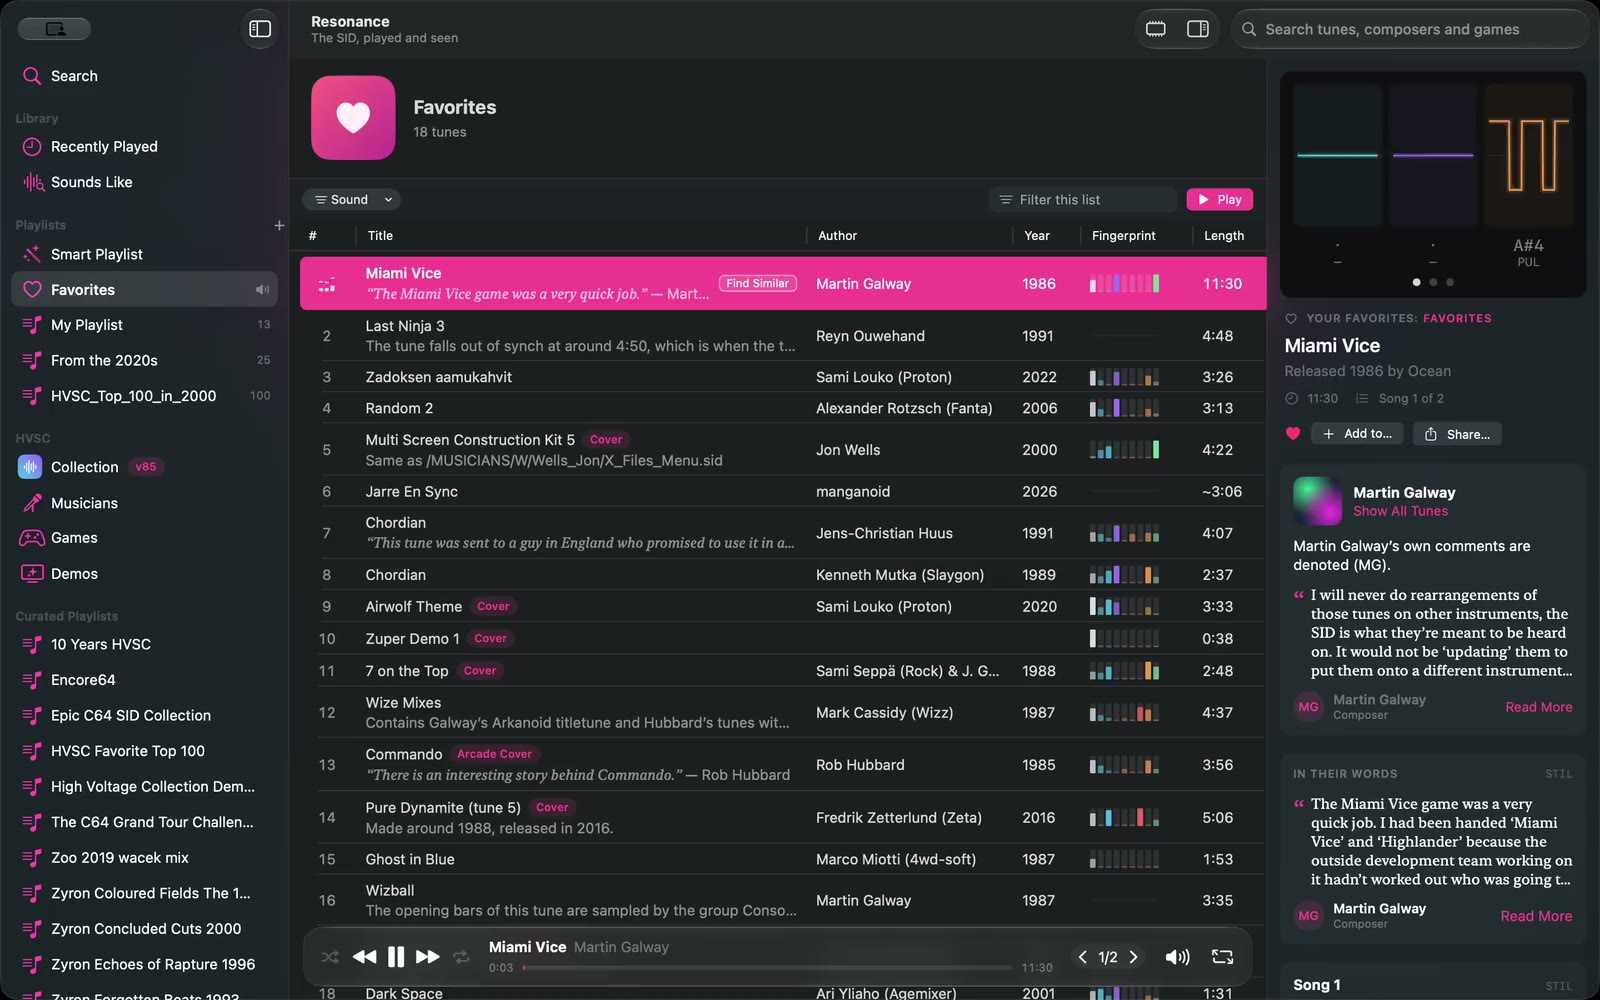 Resonance
The SID, played and seen
Search tunes, composers and games
Search
Library
Recently Played
Sounds Like
Playlists
Smart Playlist
Favorites
My Playlist 13
From the 2020s 25
HVSC_Top_100_in_2000 100
HVSC
Collection v85
Musicians
Games
Demos
Curated Playlists
10 Years HVSC
Encore64
Epic C64 SID Collection
HVSC Favorite Top 100
High Voltage Collection Dem...
The C64 Grand Tour Challen...
Zoo 2019 wacek mix
Zyron Coloured Fields The 1...
Zyron Concluded Cuts 2000
Zyron Echoes of Rapture 1996
Zyron Forgotten Beats 1993
Favorites
18 tunes
Sound
Filter this list
Play
# Title Author Year Fingerprint Length
Miami Vice
“The Miami Vice game was a very quick job.” — Mart...
Find Similar
Martin Galway 1986 11:30
2 Last Ninja 3
The tune falls out of synch at around 4:50, which is when the t...
Reyn Ouwehand 1991 4:48
3 Zadoksen aamukahvit Sami Louko (Proton) 2022 3:26
4 Random 2 Alexander Rotzsch (Fanta) 2006 3:13
5 Multi Screen Construction Kit 5 Cover
Same as /MUSICIANS/W/Wells_Jon/X_Files_Menu.sid
Jon Wells 2000 4:22
6 Jarre En Sync manganoid 2026 ~3:06
7 Chordian
“This tune was sent to a guy in England who promised to use it in a...
Jens-Christian Huus 1991 4:07
8 Chordian Kenneth Mutka (Slaygon) 1989 2:37
9 Airwolf Theme Cover Sami Louko (Proton) 2020 3:33
10 Zuper Demo 1 Cover 0:38
11 7 on the Top Cover Sami Seppä (Rock) & J. G... 1988 2:48
12 Wize Mixes
Contains Galway’s Arkanoid titletune and Hubbard’s tunes wit...
Mark Cassidy (Wizz) 1987 4:37
13 Commando Arcade Cover
“There is an interesting story behind Commando.” — Rob Hubbard
Rob Hubbard 1985 3:56
14 Pure Dynamite (tune 5) Cover
Made around 1988, released in 2016.
Fredrik Zetterlund (Zeta) 2016 5:06
15 Ghost in Blue Marco Miotti (4wd-soft) 1987 1:53
16 Wizball
The opening bars of this tune are sampled by the group Conso...
Martin Galway 1987 3:35
18 Dark Space Ari Yliaho (Agemixer) 2001 1:31
Miami Vice Martin Galway
0:03 11:30
1/2
A#4
PUL
YOUR FAVORITES: FAVORITES
Miami Vice
Released 1986 by Ocean
11:30 Song 1 of 2
Add to...
Share...
Martin Galway
Show All Tunes
Martin Galway’s own comments are
denoted (MG).
“ I will never do rearrangements of
those tunes on other instruments, the
SID is what they’re meant to be heard
on. It would not be ‘updating’ them to
put them onto a different instrument...
MG Martin Galway
Composer
Read More
IN THEIR WORDS STIL
“ The Miami Vice game was a very
quick job. I had been handed ‘Miami
Vice’ and ‘Highlander’ because the
outside development team working on
it hadn’t worked out who was going t...
MG Martin Galway
Composer
Read More
Song 1 STIL